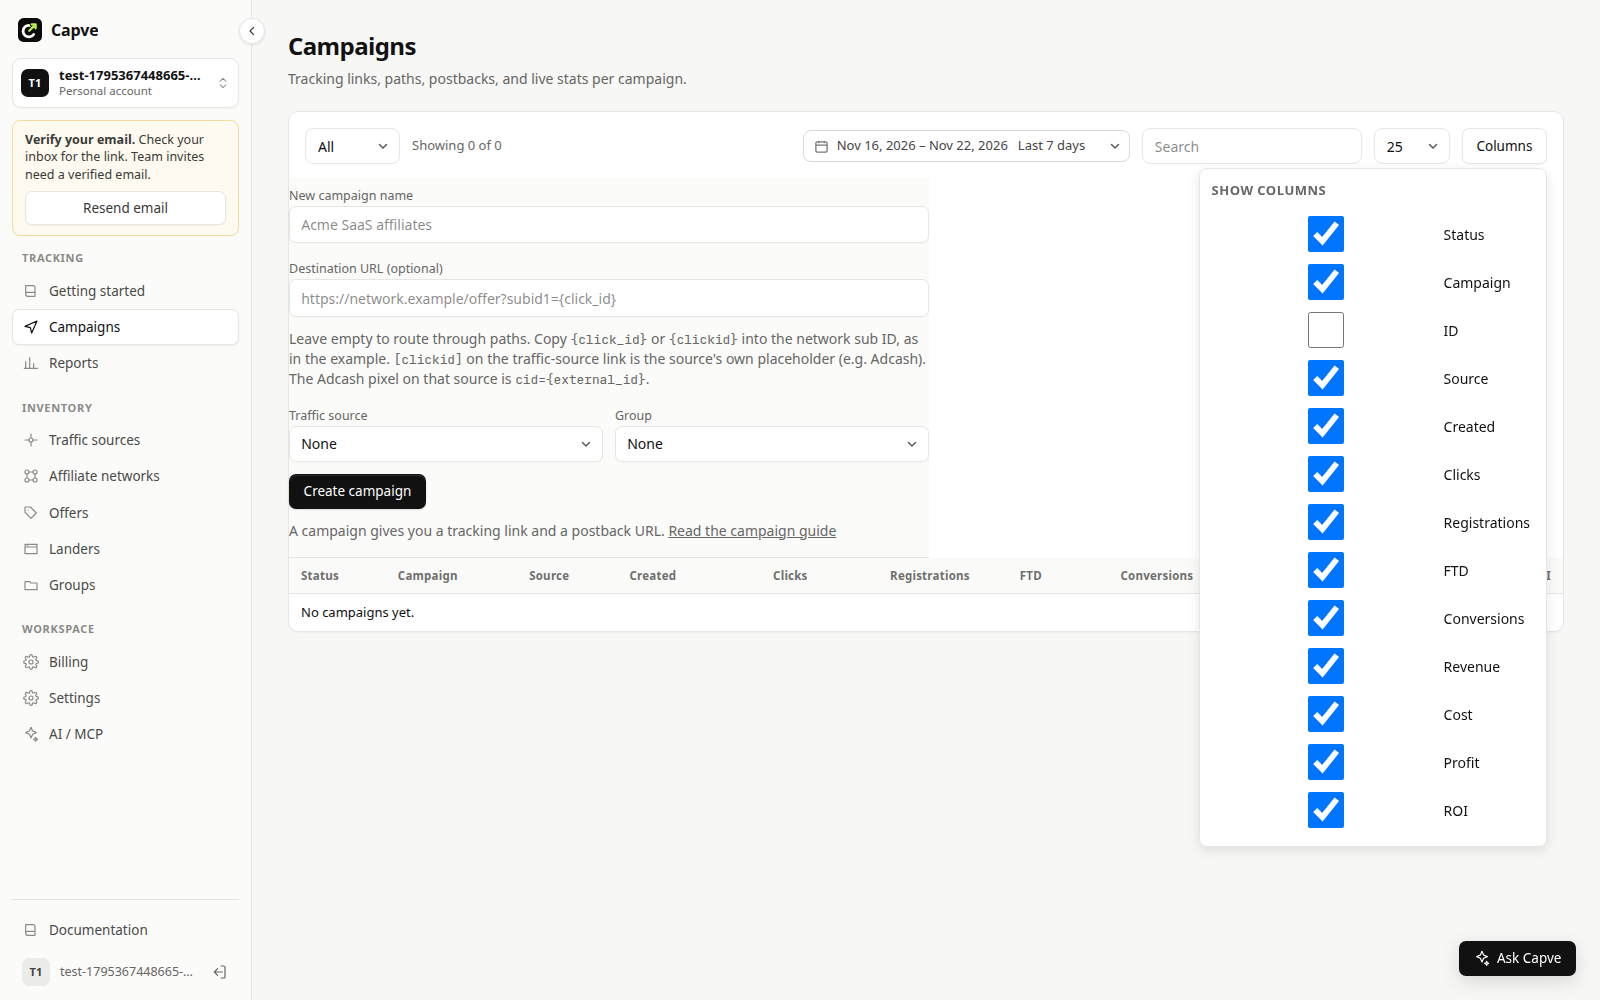 Capve
T1
test-1795367448665-...
Personal account
Verify your email. Check your
inbox for the link. Team invites
need a verified email.
Resend email
TRACKING
Getting started
Campaigns
Reports
INVENTORY
Traffic sources
Affiliate networks
Offers
Landers
Groups
WORKSPACE
Billing
Settings
AI / MCP
Documentation
T1 test-1795367448665-...
Campaigns
Tracking links, paths, postbacks, and live stats per campaign.
All
Showing 0 of 0
Nov 16, 2026 – Nov 22, 2026 Last 7 days
Search
25
Columns
New campaign name
Acme SaaS affiliates
Destination URL (optional)
https://network.example/offer?subid1={click_id}
Leave empty to route through paths. Copy {click_id} or {clickid} into the network sub ID, as
in the example. [clickid] on the traffic-source link is the source's own placeholder (e.g. Adcash).
The Adcash pixel on that source is cid={external_id}.
Traffic source
Group
None
None
Create campaign
A campaign gives you a tracking link and a postback URL. Read the campaign guide
Status Campaign Source Created Clicks Registrations FTD Conversions
No campaigns yet.
SHOW COLUMNS
Status
Campaign
ID
Source
Created
Clicks
Registrations
FTD
Conversions
Revenue
Cost
Profit
ROI
Ask Capve